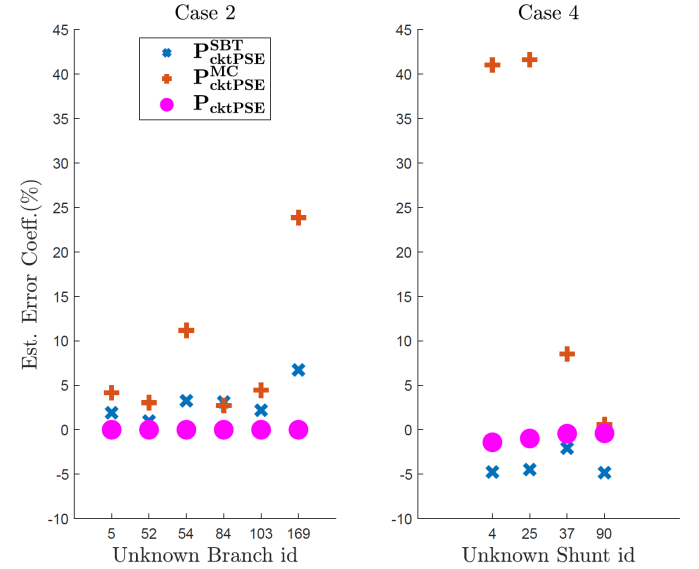 Case 2
Case 4
P^SBT_cktPSE
P^MC_cktPSE
P_cktPSE
Est. Error Coeff.(%)
45
40
35
30
25
20
15
10
5
0
-5
-10
5 52 54 84 103 169
Unknown Branch id
45
40
35
30
25
20
15
10
5
0
-5
-10
4 25 37 90
Unknown Shunt id